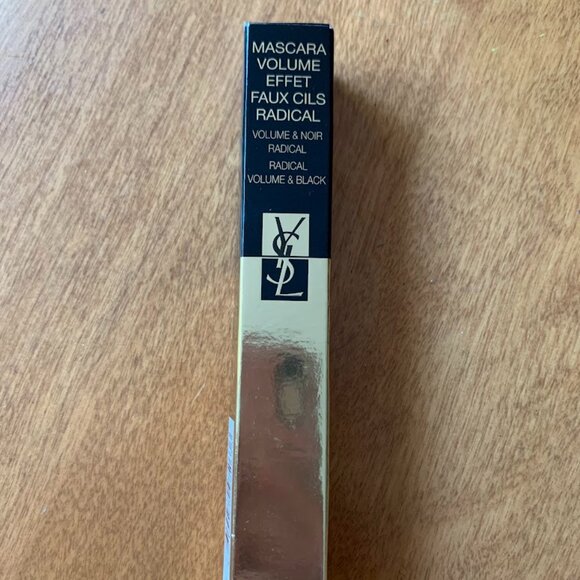 MASCARA
VOLUME
EFFET
FAUX CILS
RADICAL
VOLUME & NOIR
RADICAL
RADICAL
VOLUME & BLACK
YSL